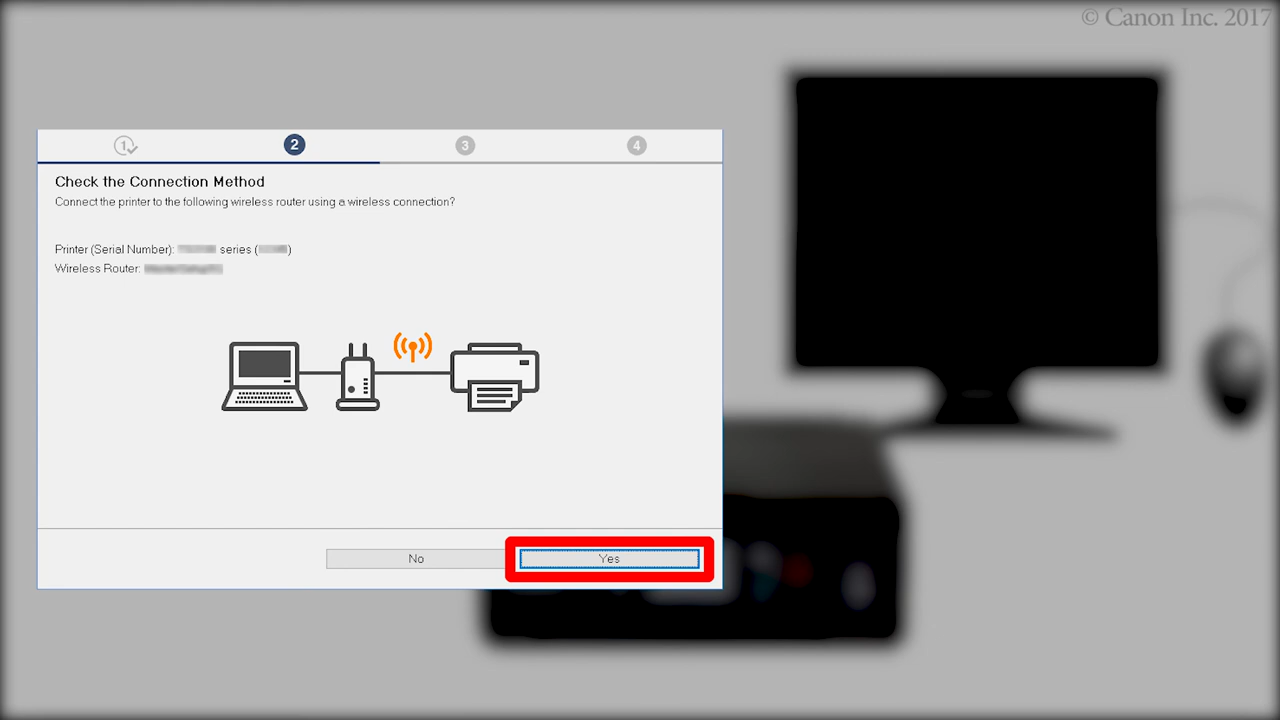 © Canon Inc. 2017
1 2 3 4
Check the Connection Method
Connect the printer to the following wireless router using a wireless connection?
Printer (Serial Number): series ( )
Wireless Router:
No Yes